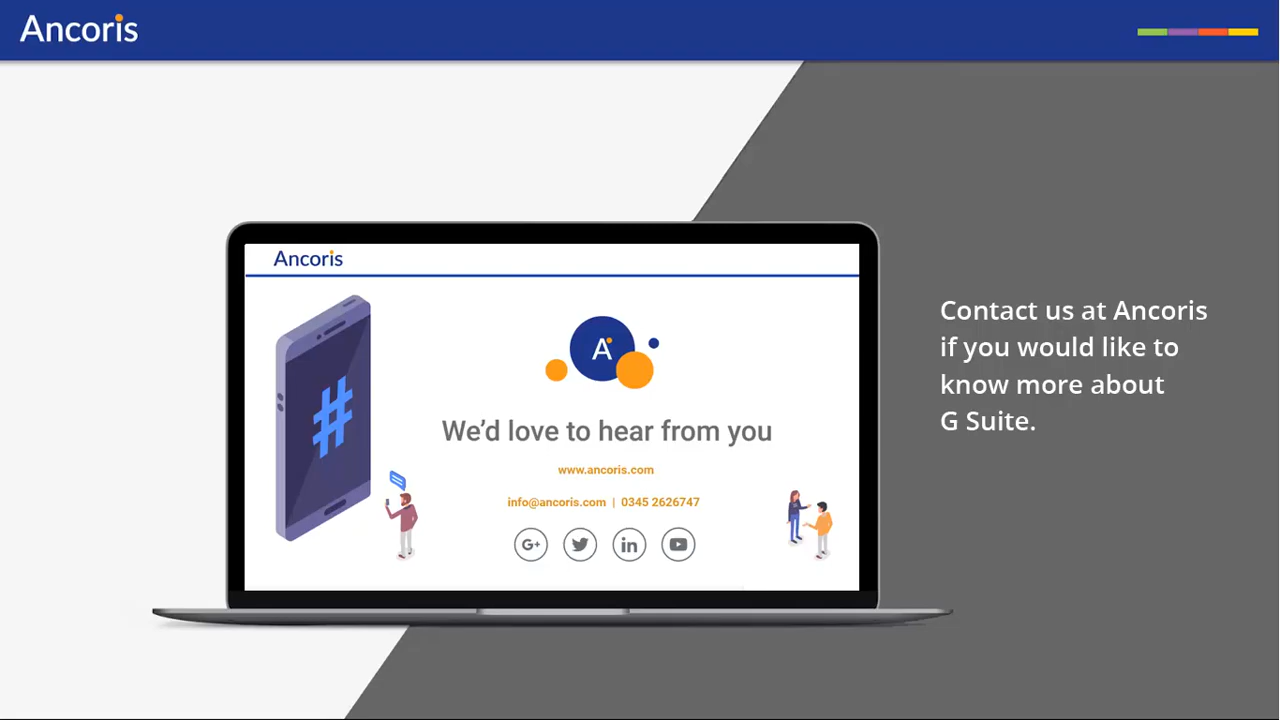 Ancoris
Ancoris
#
A
We'd love to hear from you
www.ancoris.com
info@ancoris.com | 0345 2626747
G+
in
Contact us at Ancoris
if you would like to
know more about
G Suite.